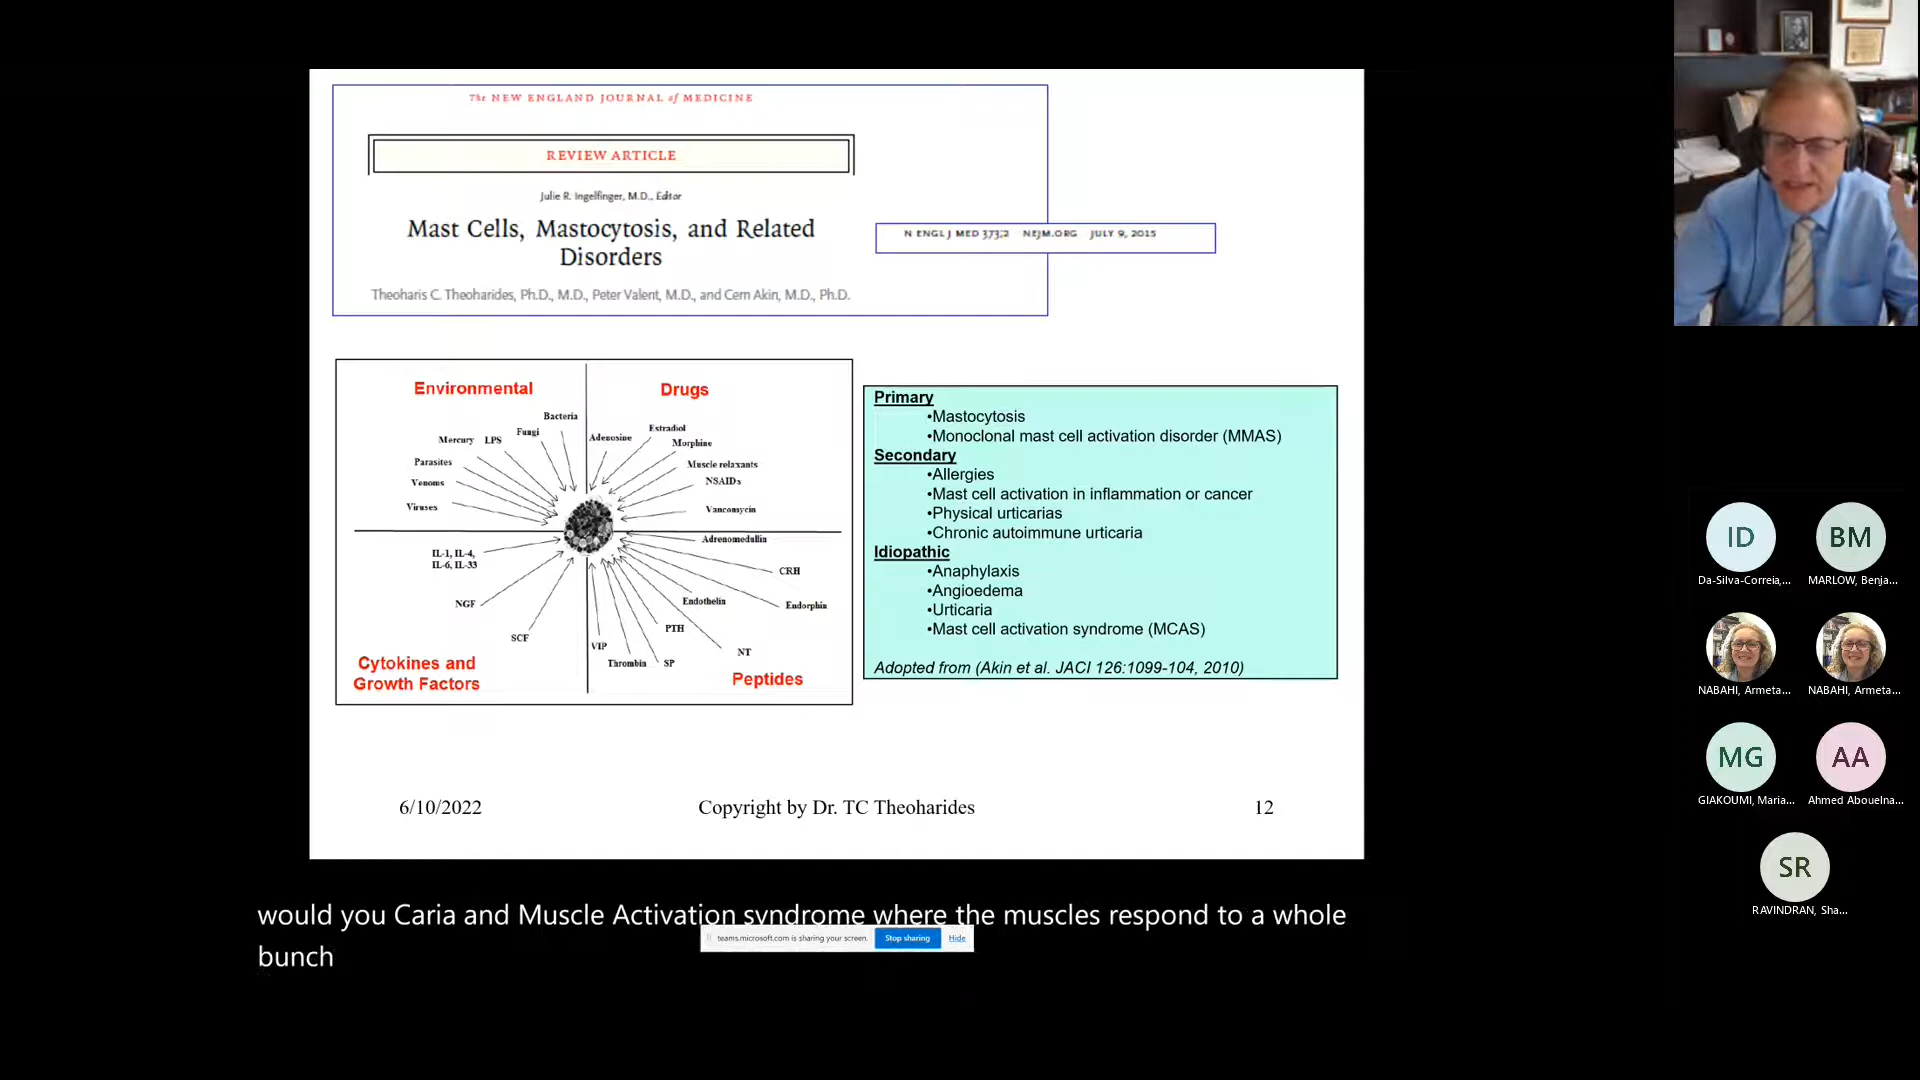 The NEW ENGLAND JOURNAL of MEDICINE
REVIEW ARTICLE
Julie R. Ingelfinger, M.D., Editor
Mast Cells, Mastocytosis, and Related
Disorders
Theoharis C. Theoharides, Ph.D., M.D., Peter Valent, M.D., and Cem Akin, M.D., Ph.D.
N ENGL J MED 373;2 NEJM.ORG JULY 9, 2015
Environmental
Bacteria
Fungi
LPS
Mercury
Parasites
Venoms
Viruses
Drugs
Adenosine
Estradiol
Morphine
Muscle relaxants
NSAIDs
Vancomycin
IL-1, IL-4,
IL-6, IL-33
NGF
SCF
Cytokines and
Growth Factors
Adrenomedullin
CRH
Endorphin
Endothelin
PTH
NT
SP
Thrombin
VIP
Peptides
Primary
•Mastocytosis
•Monoclonal mast cell activation disorder (MMAS)
Secondary
•Allergies
•Mast cell activation in inflammation or cancer
•Physical urticarias
•Chronic autoimmune urticaria
Idiopathic
•Anaphylaxis
•Angioedema
•Urticaria
•Mast cell activation syndrome (MCAS)
Adopted from (Akin et al. JACI 126:1099-104, 2010)
6/10/2022
Copyright by Dr. TC Theoharides
12
would you Caria and Muscle Activation syndrome where the muscles respond to a whole
bunch
teams.microsoft.com is sharing your screen.
Stop sharing
Hide
ID
Da-Silva-Correia,...
BM
MARLOW, Benja...
NABAHI, Armeta...
NABAHI, Armeta...
MG
GIAKOUMI, Maria...
AA
Ahmed Abouelna...
SR
RAVINDRAN, Sha...